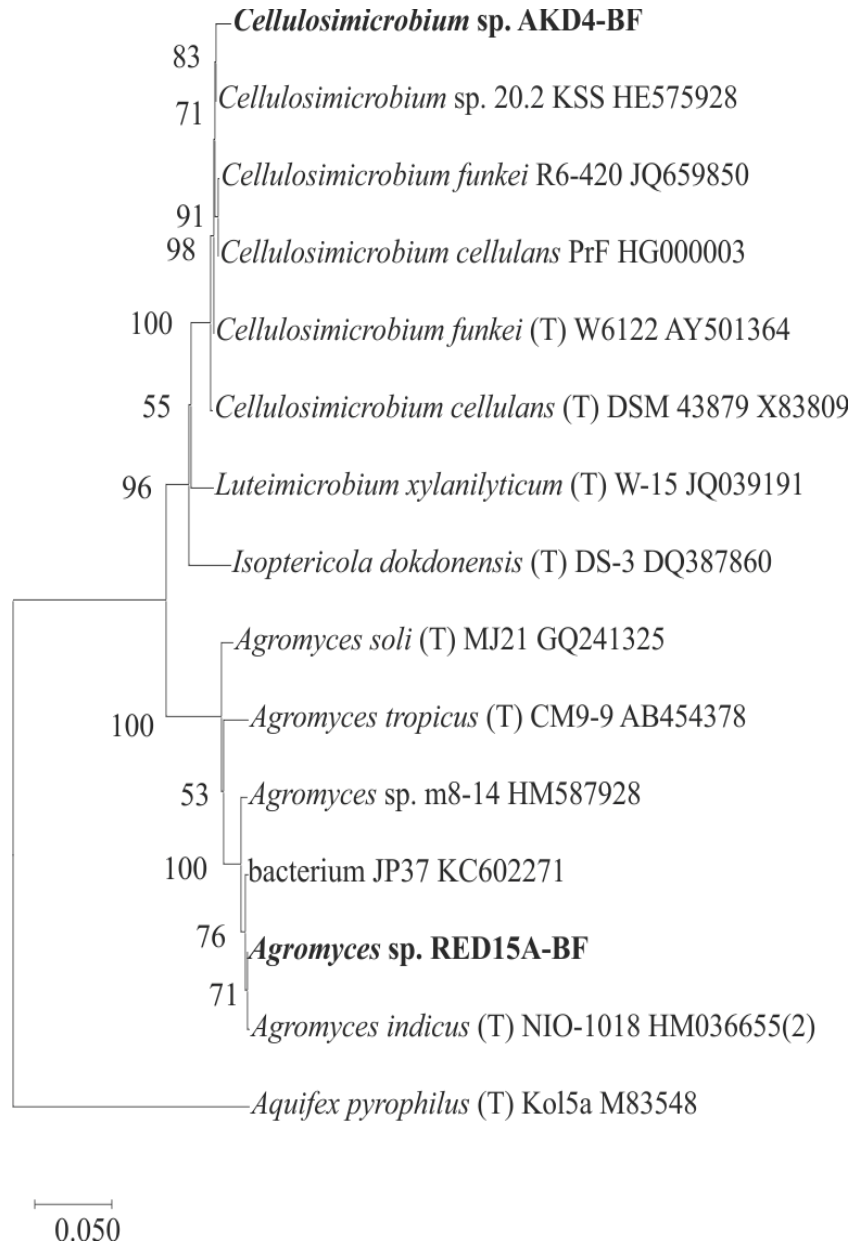 Cellulosimicrobium sp. AKD4-BF
83
Cellulosimicrobium sp. 20.2 KSS HE575928
71
Cellulosimicrobium funkei R6-420 JQ659850
91
98
Cellulosimicrobium cellulans PrF HG000003
100
Cellulosimicrobium funkei (T) W6122 AY501364
55
Cellulosimicrobium cellulans (T) DSM 43879 X83809
96
Luteimicrobium xylanilyticum (T) W-15 JQ039191
Isoptericola dokdonensis (T) DS-3 DQ387860
Agromyces soli (T) MJ21 GQ241325
100
Agromyces tropicus (T) CM9-9 AB454378
53
Agromyces sp. m8-14 HM587928
100
bacterium JP37 KC602271
76
Agromyces sp. RED15A-BF
71
Agromyces indicus (T) NIO-1018 HM036655(2)
Aquifex pyrophilus (T) Kol5a M83548
0.050